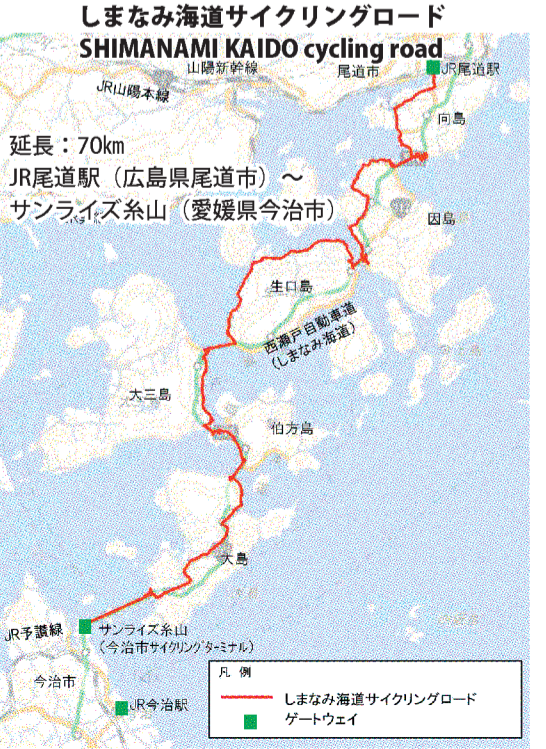 しまなみ海道サイクリングロード
SHIMANAMI KAIDO cycling road
山陽新幹線
尾道市
JR尾道駅
JR山陽本線
向島
延長：70㎞
JR尾道駅（広島県尾道市）～
サンライズ糸山（愛媛県今治市）
因島
生口島
西瀬戸自動車道
（しまなみ海道）
大三島
伯方島
大島
JR予讃線
サンライズ糸山
（今治市サイクリングターミナル）
今治市
JR今治駅
凡 例
しまなみ海道サイクリングロード
ゲートウェイ